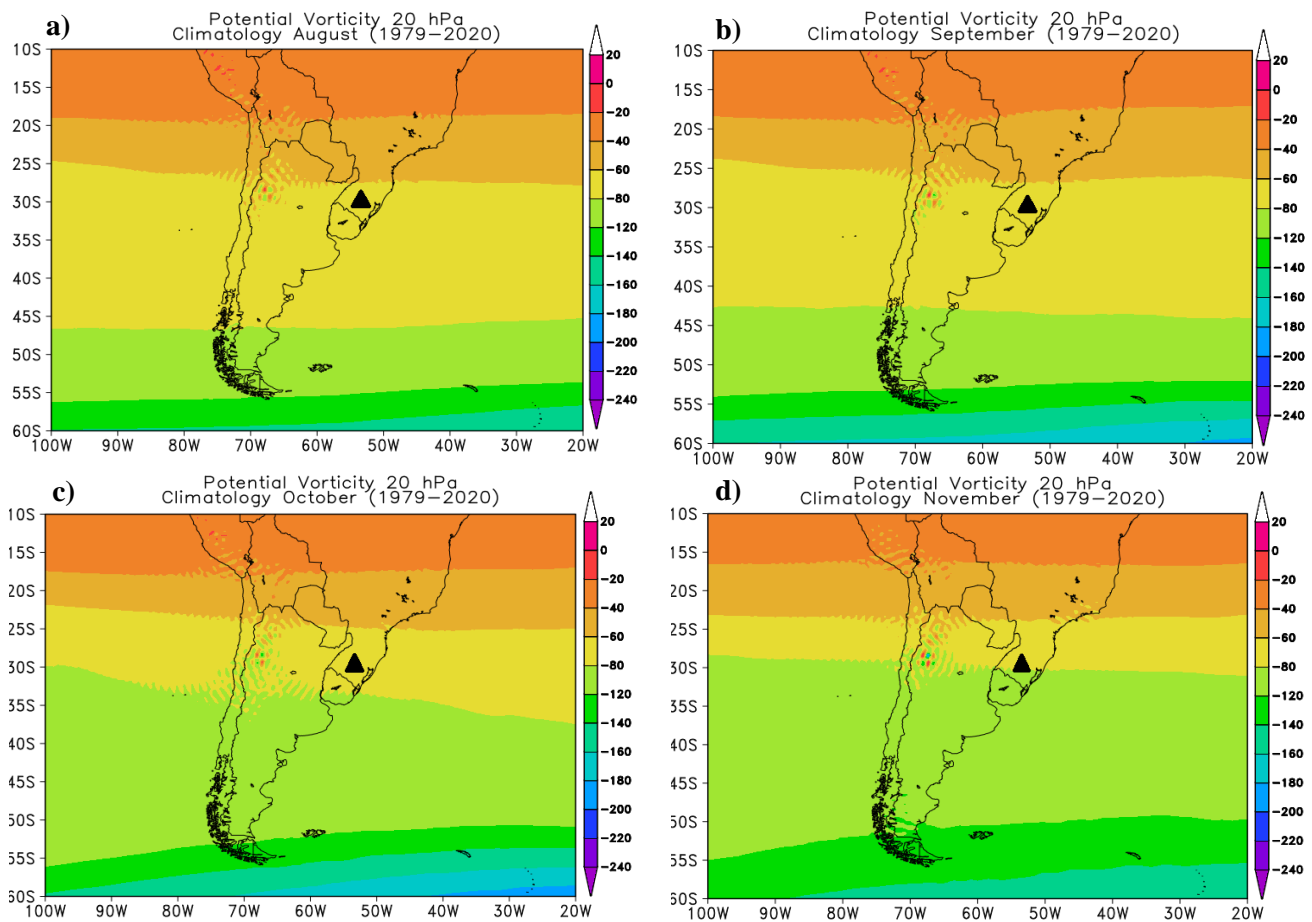 a)
Potential Vorticity 20 hPa
Climatology August (1979−2020)
10S
15S
20S
25S
30S
35S
40S
45S
50S
55S
60S
100W 90W 80W 70W 60W 50W 40W 30W 20W
20
0
−20
−40
−60
−80
−120
−140
−160
−180
−200
−220
−240
b)
Potential Vorticity 20 hPa
Climatology September (1979−2020)
10S
15S
20S
25S
30S
35S
40S
45S
50S
55S
60S
100W 90W 80W 70W 60W 50W 40W 30W 20W
20
0
−20
−40
−60
−80
−120
−140
−160
−180
−200
−220
−240
c)
Potential Vorticity 20 hPa
Climatology October (1979−2020)
10S
15S
20S
25S
30S
35S
40S
45S
50S
55S
60S
100W 90W 80W 70W 60W 50W 40W 30W 20W
20
0
−20
−40
−60
−80
−120
−140
−160
−180
−200
−220
−240
d)
Potential Vorticity 20 hPa
Climatology November (1979−2020)
10S
15S
20S
25S
30S
35S
40S
45S
50S
55S
60S
100W 90W 80W 70W 60W 50W 40W 30W 20W
20
0
−20
−40
−60
−80
−120
−140
−160
−180
−200
−220
−240